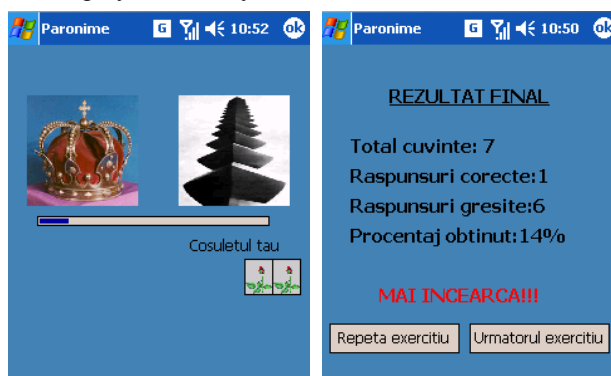 Paronime G 10:52 ok
Cosuletul tau
Paronime G 10:50 ok
REZULTAT FINAL
Total cuvinte: 7
Raspunsuri corecte:1
Raspunsuri gresite:6
Procentaj obtinut:14%
MAI INCEARCA!!!
Repeta exercitiu Urmatorul exercitiu